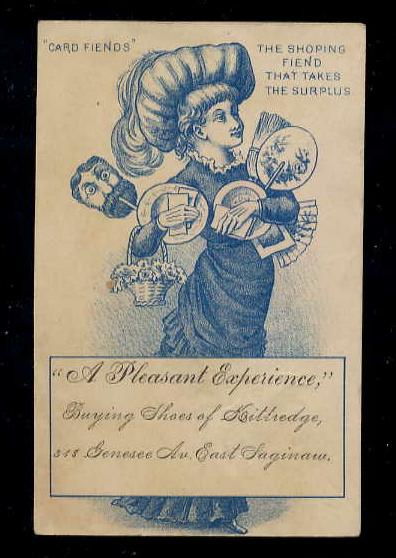 "CARD FIENDS"
THE SHOPING
FIEND
THAT TAKES
THE SURPLUS
"A Pleasant Experience,"
Buying Shoes of Kittredge,
318 Genesee Av. East Saginaw.